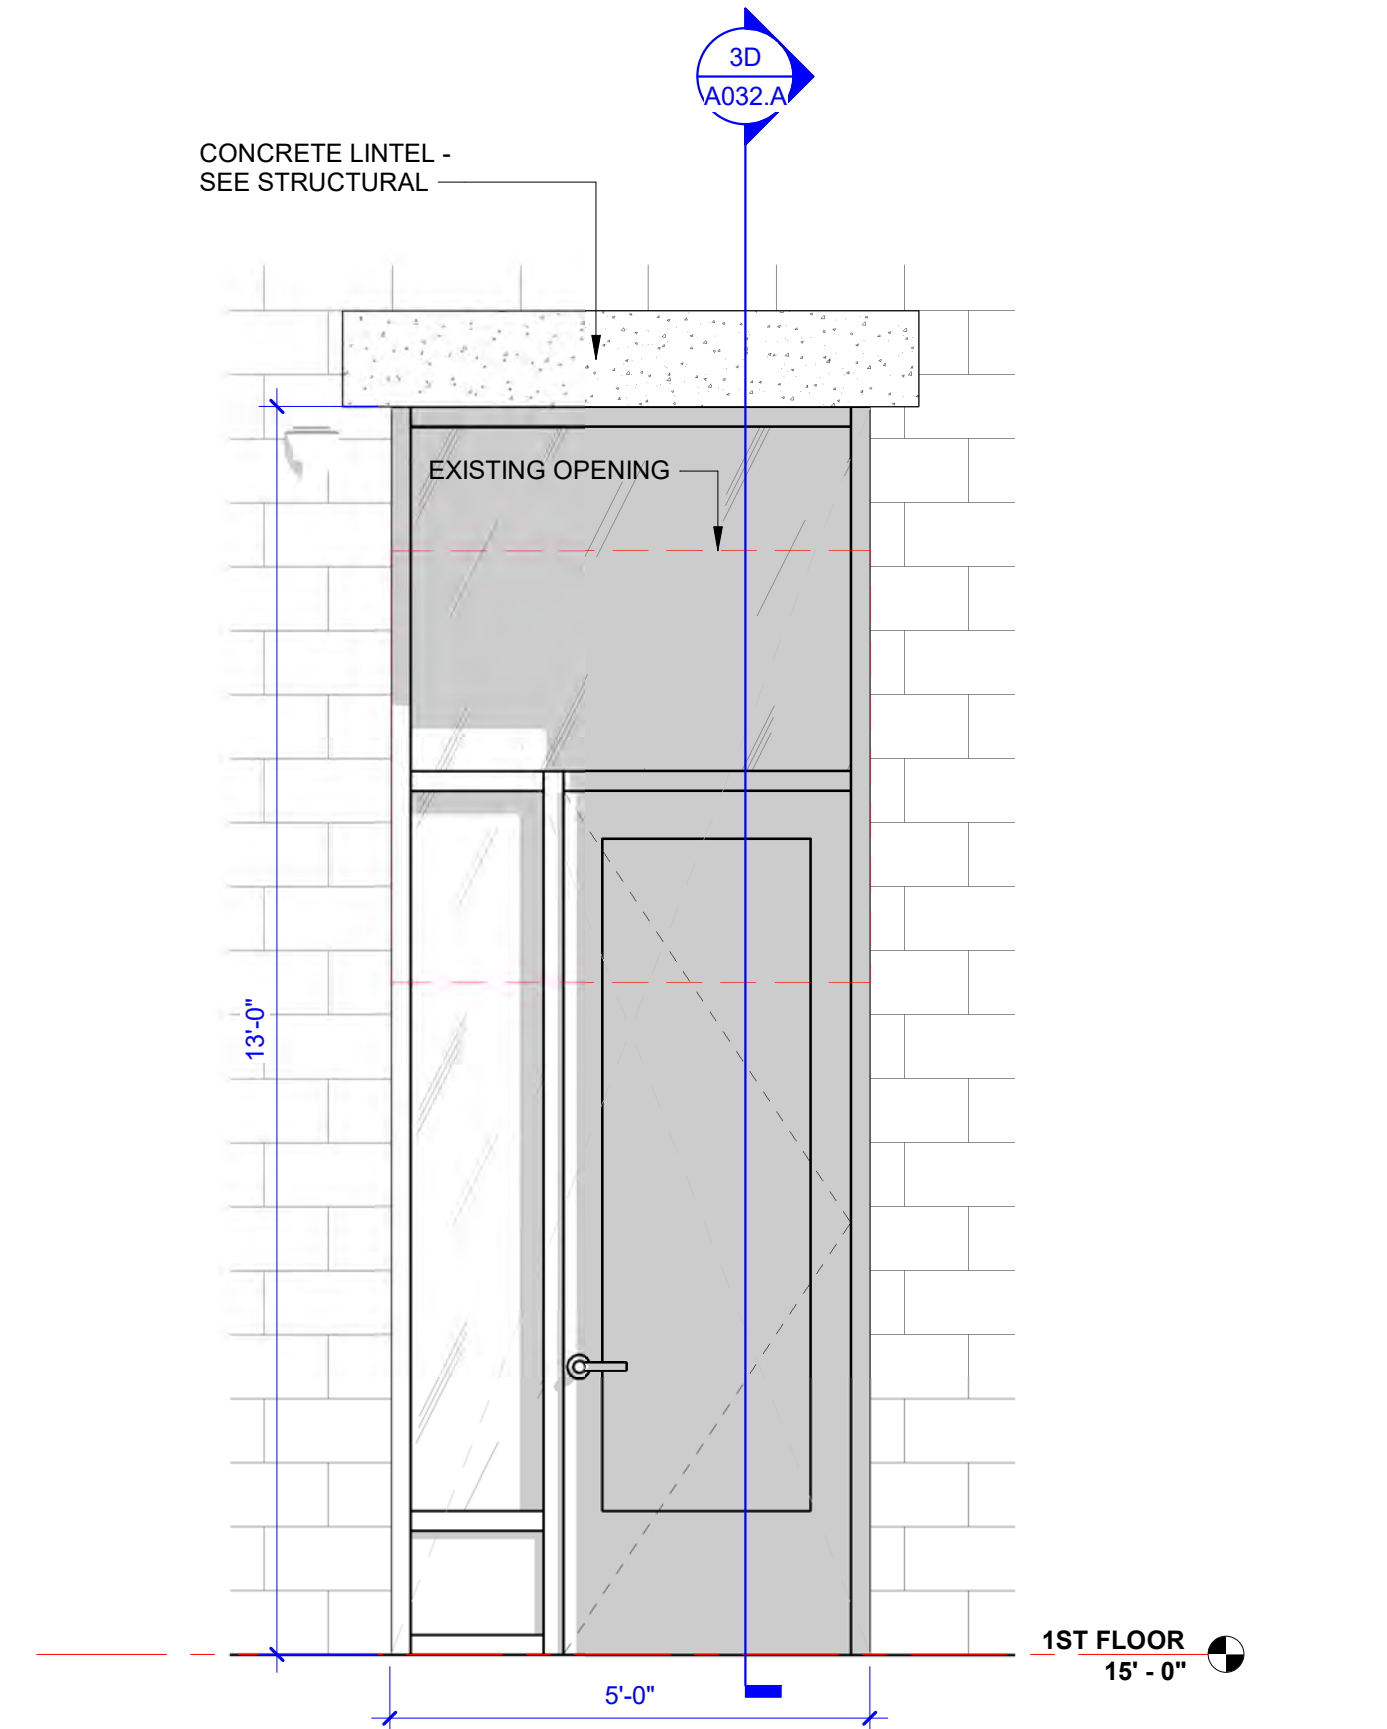 3D
A032.A
CONCRETE LINTEL -
SEE STRUCTURAL
EXISTING OPENING
13'-0"
1ST FLOOR
15' - 0"
5'-0"